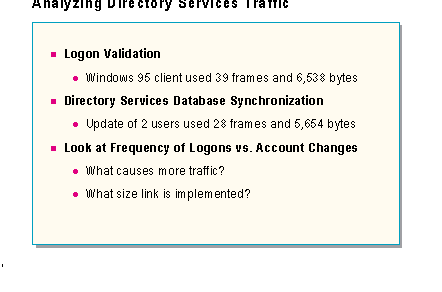 Analyzing Directory Services Traffic
Logon Validation
Windows 95 client used 39 frames and 6,538 bytes
Directory Services Database Synchronization
Update of 2 users used 28 frames and 5,654 bytes
Look at Frequency of Logons vs. Account Changes
What causes more traffic?
What size link is implemented?